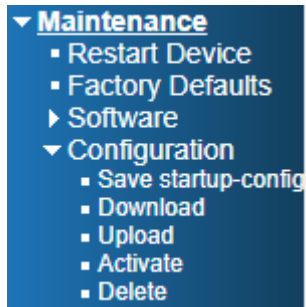 Maintenance
Restart Device
Factory Defaults
Software
Configuration
Save startup-config
Download
Upload
Activate
Delete